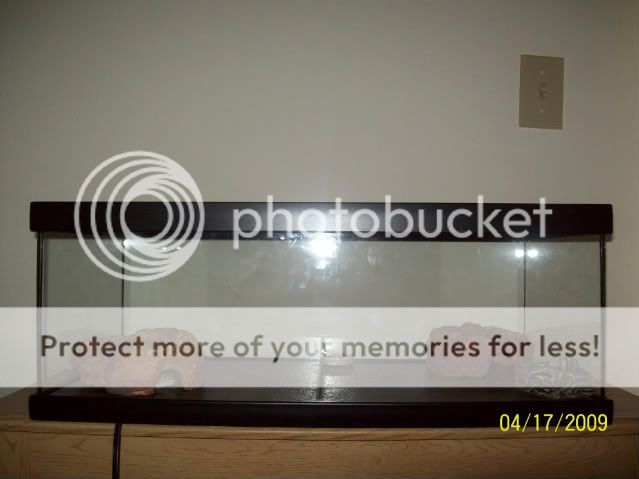 photobucket
Protect more of your memories for less!
04/17/2009